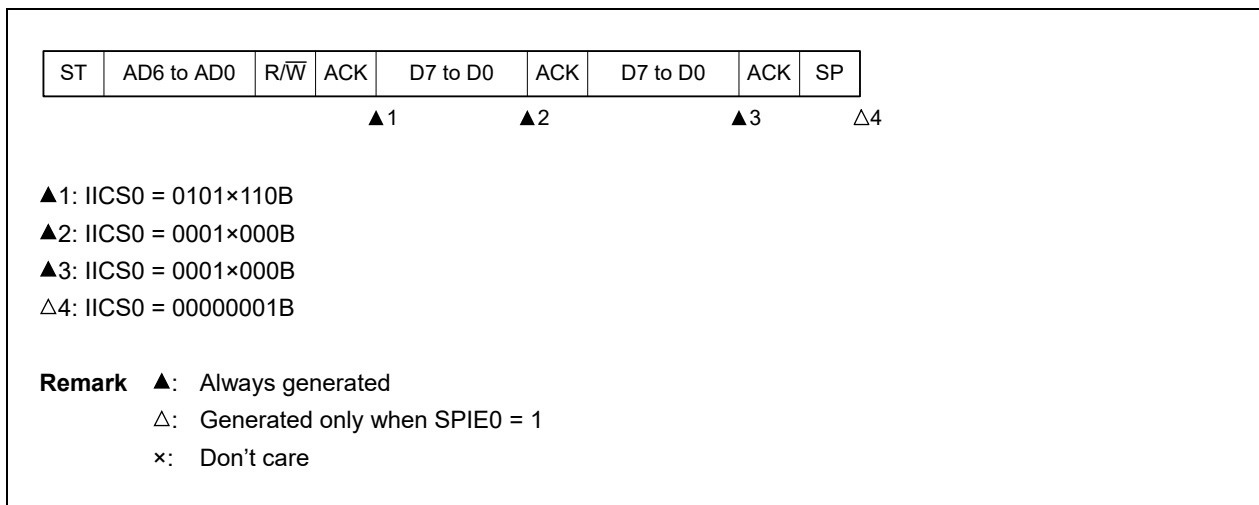 ST AD6 to AD0 R/W̅ ACK D7 to D0 ACK D7 to D0 ACK SP
▲1 ▲2 ▲3 △4
▲1: IICS0 = 0101×110B
▲2: IICS0 = 0001×000B
▲3: IICS0 = 0001×000B
△4: IICS0 = 00000001B
Remark ▲: Always generated
△: Generated only when SPIE0 = 1
×: Don't care